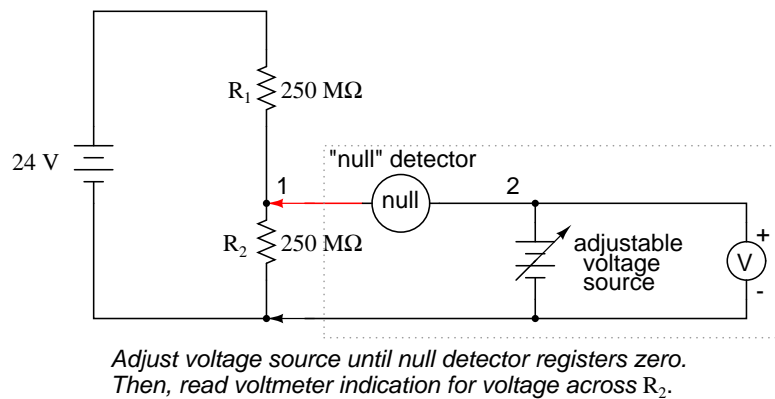 R1 250 MΩ
24 V
"null" detector
1
null
2
R2 250 MΩ
adjustable
voltage
source
+
V
-
Adjust voltage source until null detector registers zero.
Then, read voltmeter indication for voltage across R2.